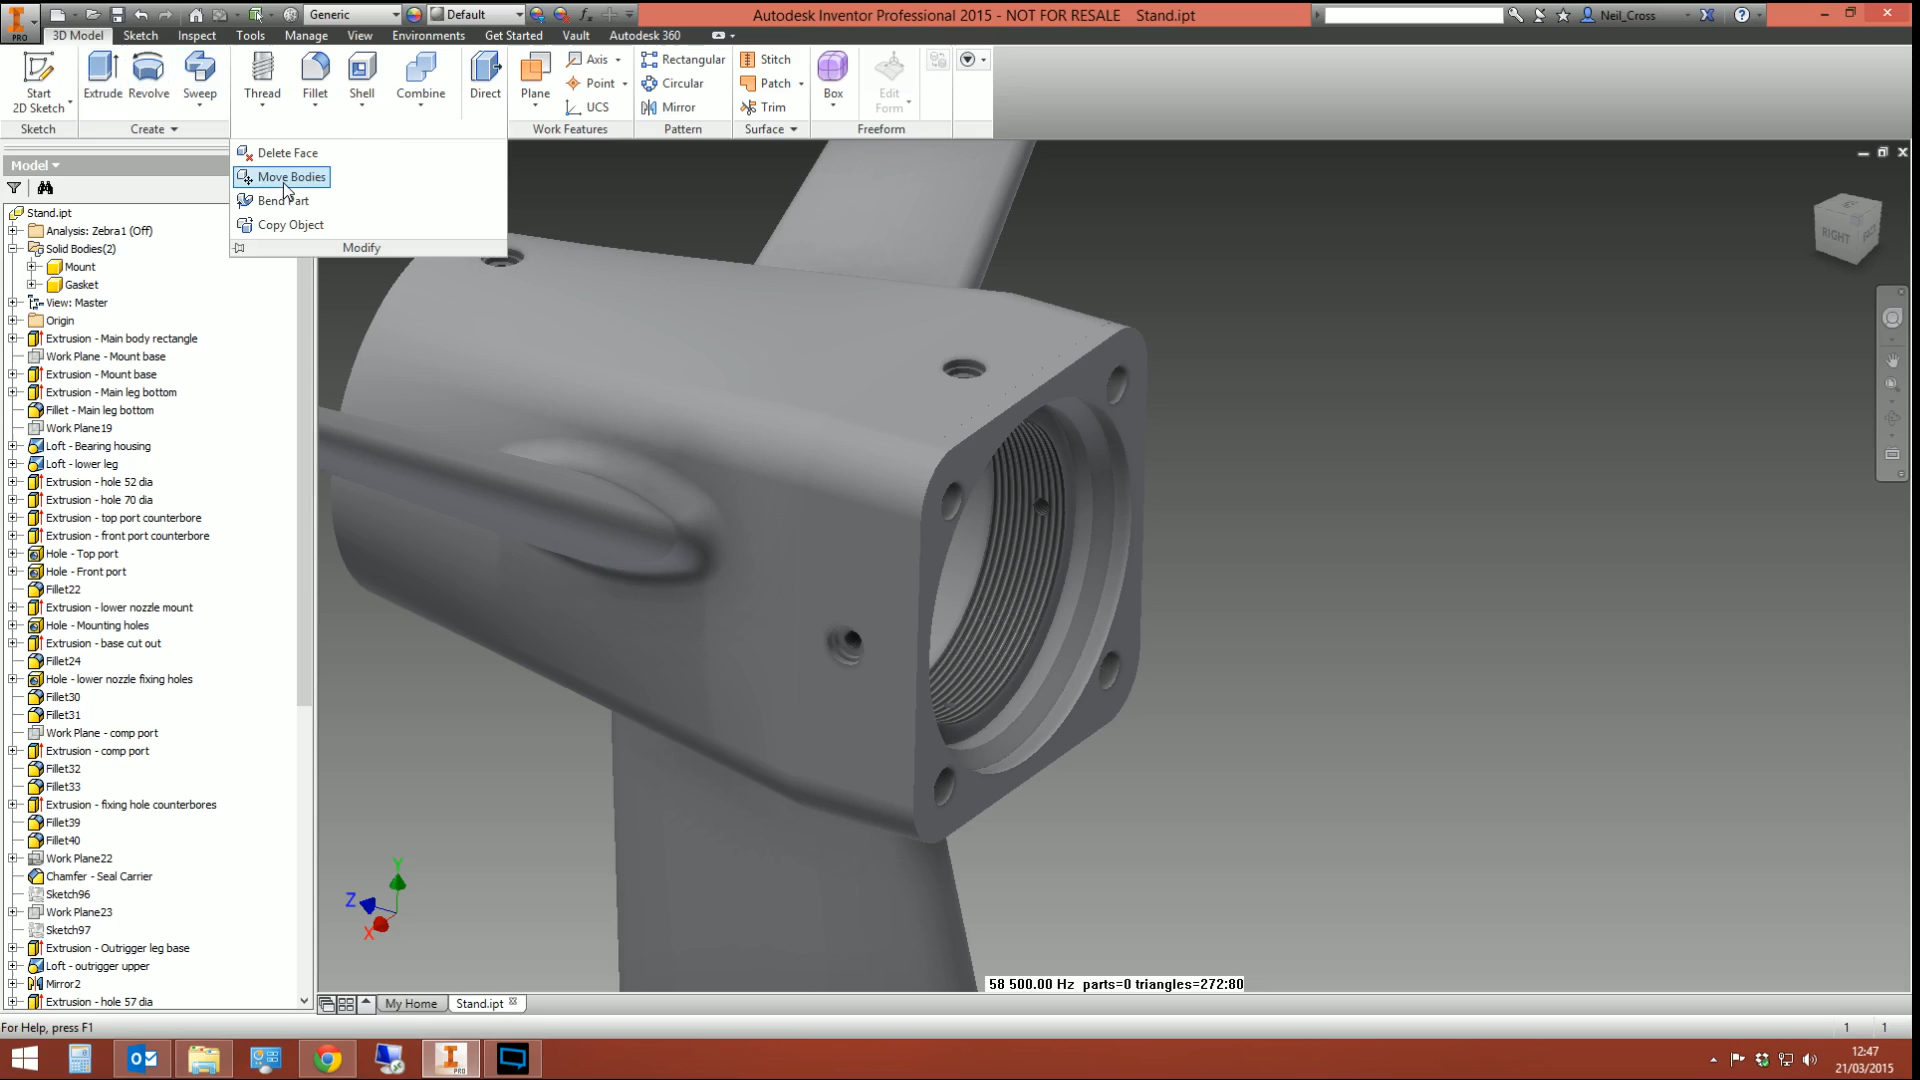 Generic
Default
Autodesk Inventor Professional 2015 - NOT FOR RESALE Stand.ipt
Neil_Cross
PRO
3D Model Sketch Inspect Tools Manage View Environments Get Started Vault Autodesk 360
Start
2D Sketch
Extrude Revolve Sweep
Thread Fillet Shell Combine Direct
Plane
Axis
Point
UCS
Rectangular
Circular
Mirror
Stitch
Patch
Trim
Box
Edit
Form
Sketch Create Work Features Pattern Surface Freeform
Delete Face
Move Bodies
Bend Part
Copy Object
Modify
Model
Stand.ipt
Analysis: Zebra1 (Off)
Solid Bodies(2)
Mount
Gasket
View: Master
Origin
Extrusion - Main body rectangle
Work Plane - Mount base
Extrusion - Mount base
Extrusion - Main leg bottom
Fillet - Main leg bottom
Work Plane19
Loft - Bearing housing
Loft - lower leg
Extrusion - hole 52 dia
Extrusion - hole 70 dia
Extrusion - top port counterbore
Extrusion - front port counterbore
Hole - Top port
Hole - Front port
Fillet22
Extrusion - lower nozzle mount
Hole - Mounting holes
Extrusion - base cut out
Fillet24
Hole - lower nozzle fixing holes
Fillet30
Fillet31
Work Plane - comp port
Extrusion - comp port
Fillet32
Fillet33
Extrusion - fixing hole counterbores
Fillet39
Fillet40
Work Plane22
Chamfer - Seal Carrier
Sketch96
Work Plane23
Sketch97
Extrusion - Outrigger leg base
Loft - outrigger upper
Mirror2
Extrusion - hole 57 dia
RIGHT
Y
Z
X
58 500.00 Hz parts=0 triangles=272:80
My Home Stand.ipt
For Help, press F1
1 1
PRO
12:47
21/03/2015